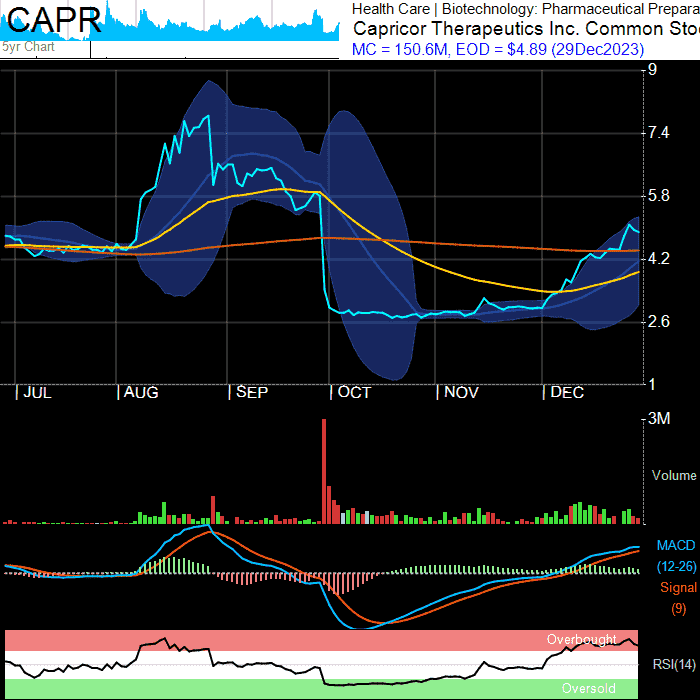 CAPR
5yr Chart
Health Care | Biotechnology: Pharmaceutical Prepara
Capricor Therapeutics Inc. Common Sto
MC = 150.6M, EOD = $4.89 (29Dec2023)
9
7.4
5.8
4.2
2.6
1
| JUL | AUG | SEP | OCT | NOV | DEC
3M
Volume
MACD
(12-26)
Signal
(9)
Overbought
RSI(14)
Oversold